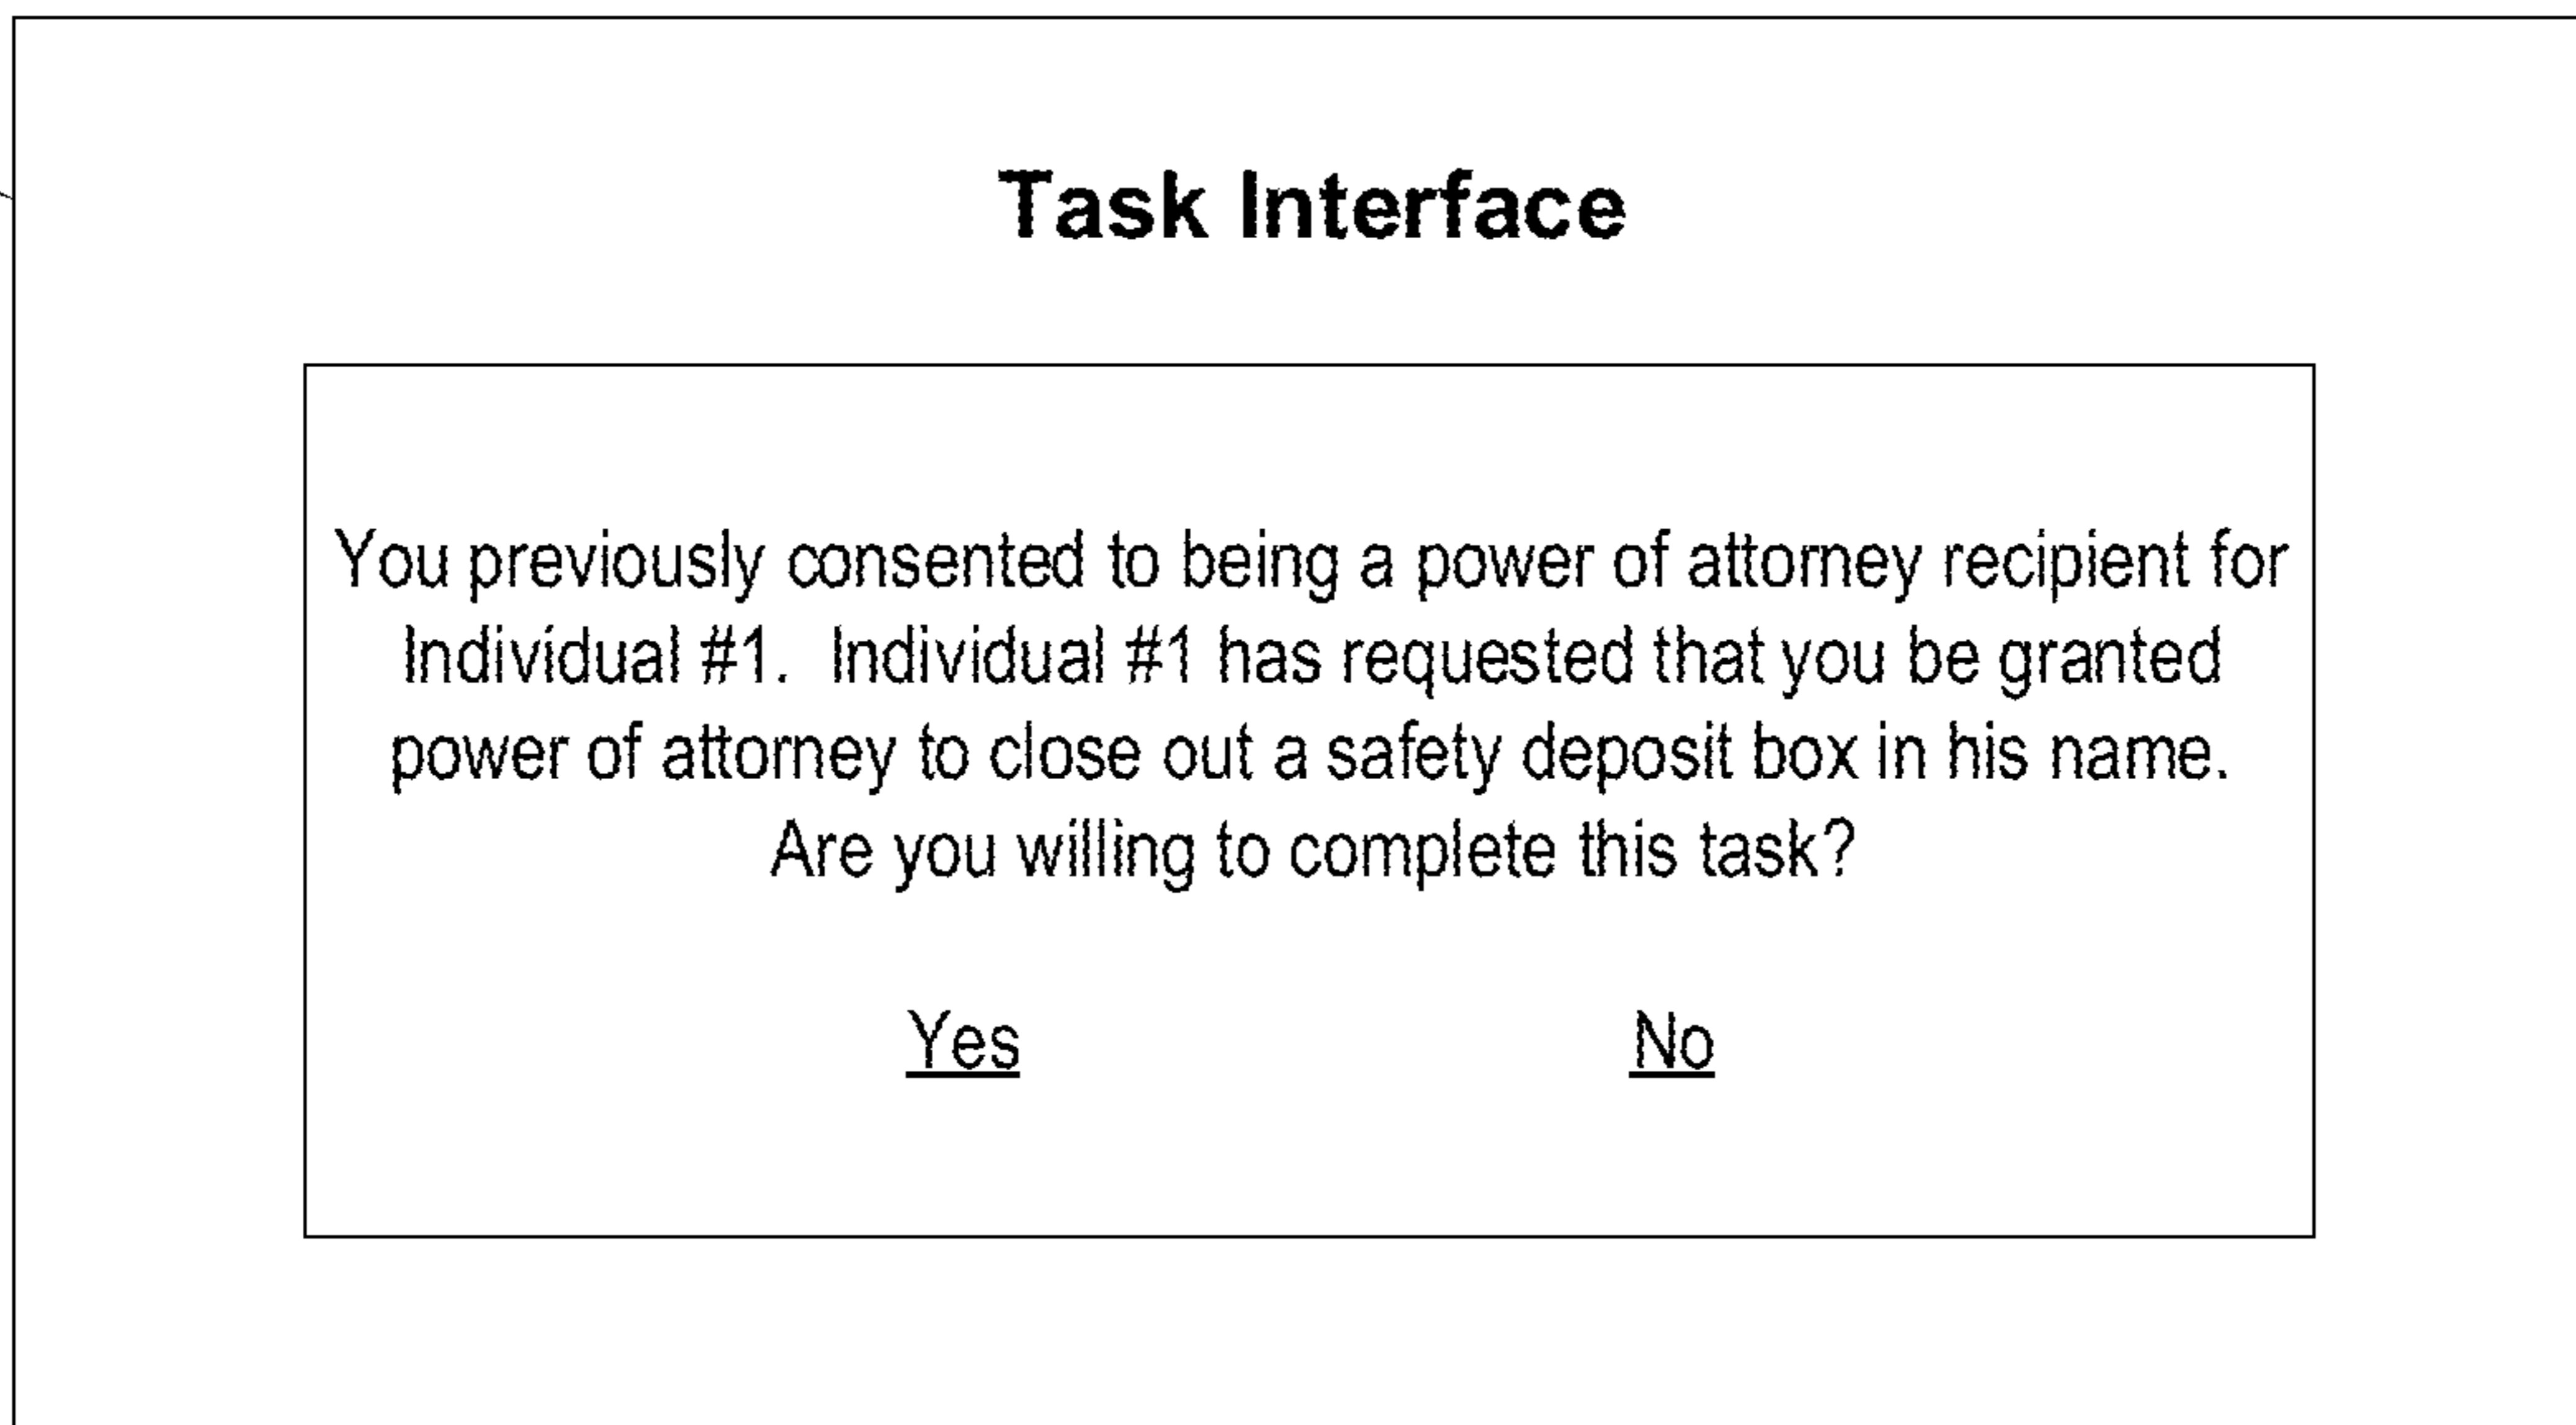 Task Interface
You previously consented to being a power of attorney recipient for
Individual #1.  Individual #1 has requested that you be granted
power of attorney to close out a safety deposit box in his name.
Are you willing to complete this task?
Yes No